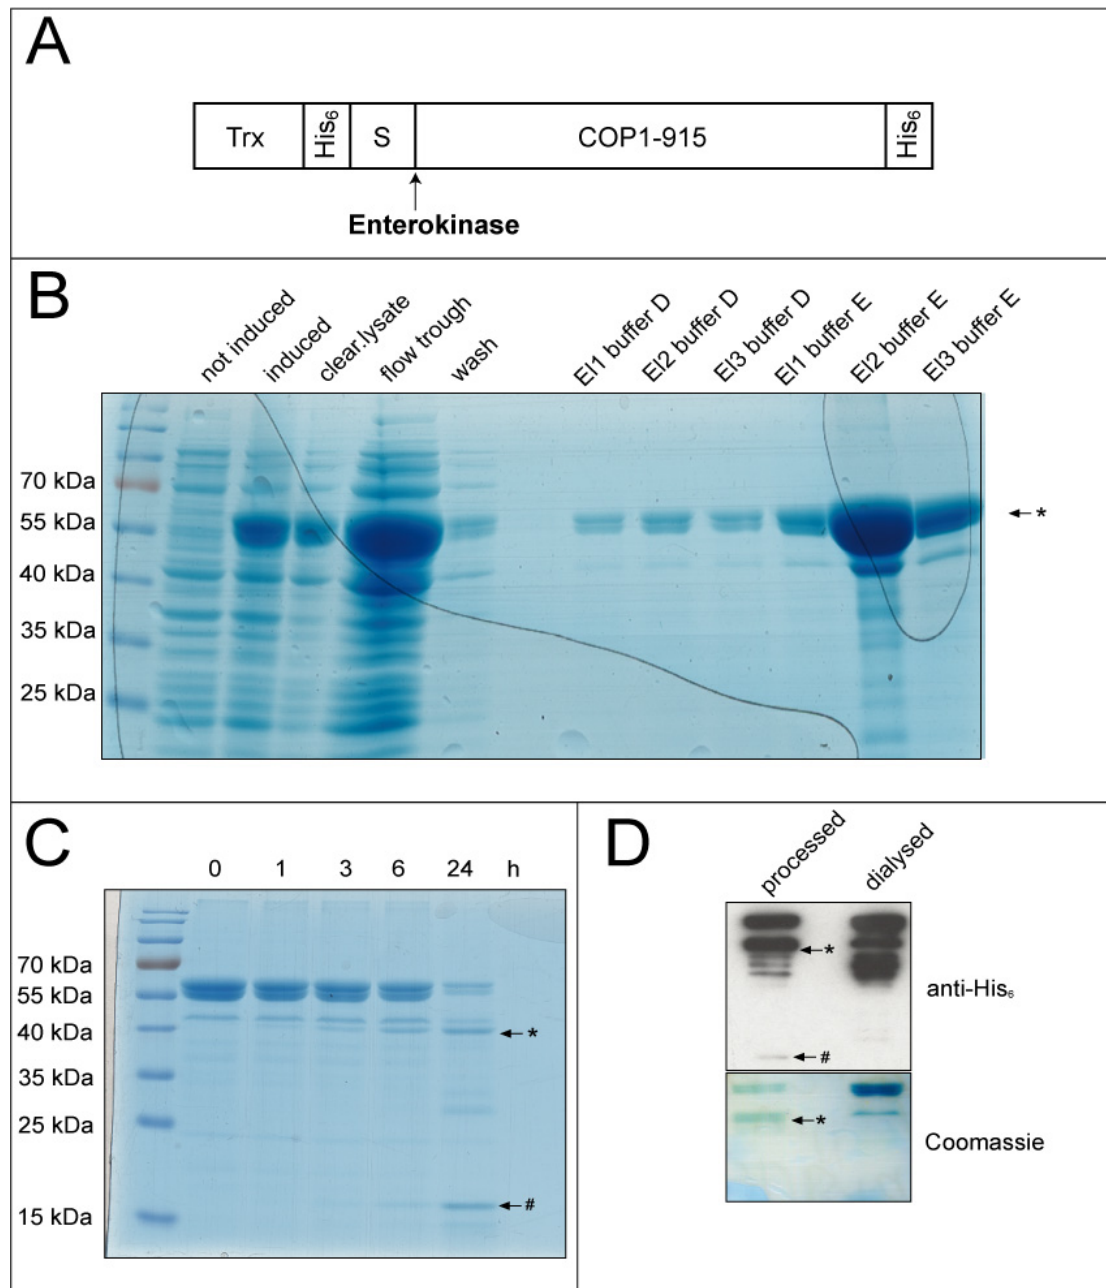 A
Trx
His₆
S
COP1-915
His₆
Enterokinase
B
not induced
induced
clear.lysate
flow trough
wash
El1 buffer D
El2 buffer D
El3 buffer D
El1 buffer E
El2 buffer E
El3 buffer E
70 kDa
55 kDa
40 kDa
35 kDa
25 kDa
*
C
0 1 3 6 24 h
70 kDa
55 kDa
40 kDa
35 kDa
25 kDa
15 kDa
*
#
D
processed
dialysed
*
anti-His₆
#
*
Coomassie